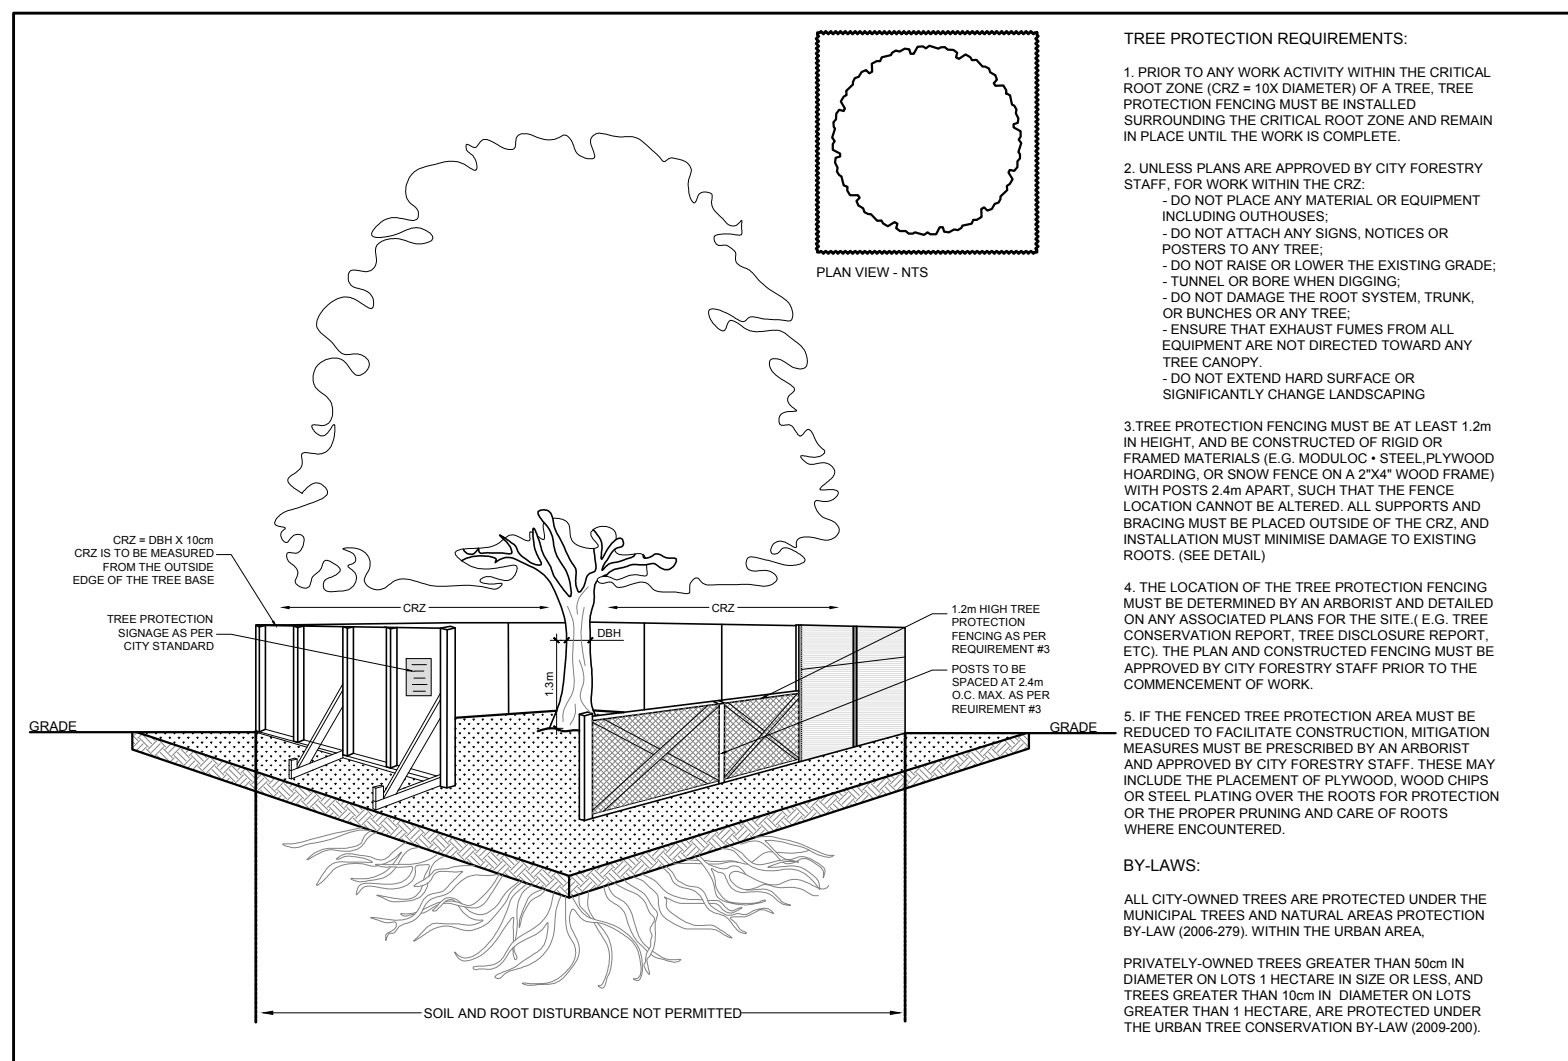 PLAN VIEW - NTS
CRZ = DBH X 10cm
CRZ IS TO BE MEASURED
FROM THE OUTSIDE
EDGE OF THE TREE BASE
TREE PROTECTION
SIGNAGE AS PER
CITY STANDARD
CRZ
CRZ
DBH
1.3m
1.2m HIGH TREE
PROTECTION
FENCING AS PER
REQUIREMENT #3
POSTS TO BE
SPACED AT 2.4m
O.C. MAX. AS PER
REUIREMENT #3
GRADE
GRADE
SOIL AND ROOT DISTURBANCE NOT PERMITTED
TREE PROTECTION REQUIREMENTS:
1. PRIOR TO ANY WORK ACTIVITY WITHIN THE CRITICAL
ROOT ZONE (CRZ = 10X DIAMETER) OF A TREE, TREE
PROTECTION FENCING MUST BE INSTALLED
SURROUNDING THE CRITICAL ROOT ZONE AND REMAIN
IN PLACE UNTIL THE WORK IS COMPLETE.
2. UNLESS PLANS ARE APPROVED BY CITY FORESTRY
STAFF, FOR WORK WITHIN THE CRZ:
- DO NOT PLACE ANY MATERIAL OR EQUIPMENT
INCLUDING OUTHOUSES;
- DO NOT ATTACH ANY SIGNS, NOTICES OR
POSTERS TO ANY TREE;
- DO NOT RAISE OR LOWER THE EXISTING GRADE;
- TUNNEL OR BORE WHEN DIGGING;
- DO NOT DAMAGE THE ROOT SYSTEM, TRUNK,
OR BUNCHES OR ANY TREE;
- ENSURE THAT EXHAUST FUMES FROM ALL
EQUIPMENT ARE NOT DIRECTED TOWARD ANY
TREE CANOPY.
- DO NOT EXTEND HARD SURFACE OR
SIGNIFICANTLY CHANGE LANDSCAPING
3.TREE PROTECTION FENCING MUST BE AT LEAST 1.2m
IN HEIGHT, AND BE CONSTRUCTED OF RIGID OR
FRAMED MATERIALS (E.G. MODULOC • STEEL,PLYWOOD
HOARDING, OR SNOW FENCE ON A 2"X4" WOOD FRAME)
WITH POSTS 2.4m APART, SUCH THAT THE FENCE
LOCATION CANNOT BE ALTERED. ALL SUPPORTS AND
BRACING MUST BE PLACED OUTSIDE OF THE CRZ, AND
INSTALLATION MUST MINIMISE DAMAGE TO EXISTING
ROOTS. (SEE DETAIL)
4. THE LOCATION OF THE TREE PROTECTION FENCING
MUST BE DETERMINED BY AN ARBORIST AND DETAILED
ON ANY ASSOCIATED PLANS FOR THE SITE.( E.G. TREE
CONSERVATION REPORT, TREE DISCLOSURE REPORT,
ETC). THE PLAN AND CONSTRUCTED FENCING MUST BE
APPROVED BY CITY FORESTRY STAFF PRIOR TO THE
COMMENCEMENT OF WORK.
5. IF THE FENCED TREE PROTECTION AREA MUST BE
REDUCED TO FACILITATE CONSTRUCTION, MITIGATION
MEASURES MUST BE PRESCRIBED BY AN ARBORIST
AND APPROVED BY CITY FORESTRY STAFF. THESE MAY
INCLUDE THE PLACEMENT OF PLYWOOD, WOOD CHIPS
OR STEEL PLATING OVER THE ROOTS FOR PROTECTION
OR THE PROPER PRUNING AND CARE OF ROOTS
WHERE ENCOUNTERED.
BY-LAWS:
ALL CITY-OWNED TREES ARE PROTECTED UNDER THE
MUNICIPAL TREES AND NATURAL AREAS PROTECTION
BY-LAW (2006-279). WITHIN THE URBAN AREA,
PRIVATELY-OWNED TREES GREATER THAN 50cm IN
DIAMETER ON LOTS 1 HECTARE IN SIZE OR LESS, AND
TREES GREATER THAN 10cm IN DIAMETER ON LOTS
GREATER THAN 1 HECTARE, ARE PROTECTED UNDER
THE URBAN TREE CONSERVATION BY-LAW (2009-200).